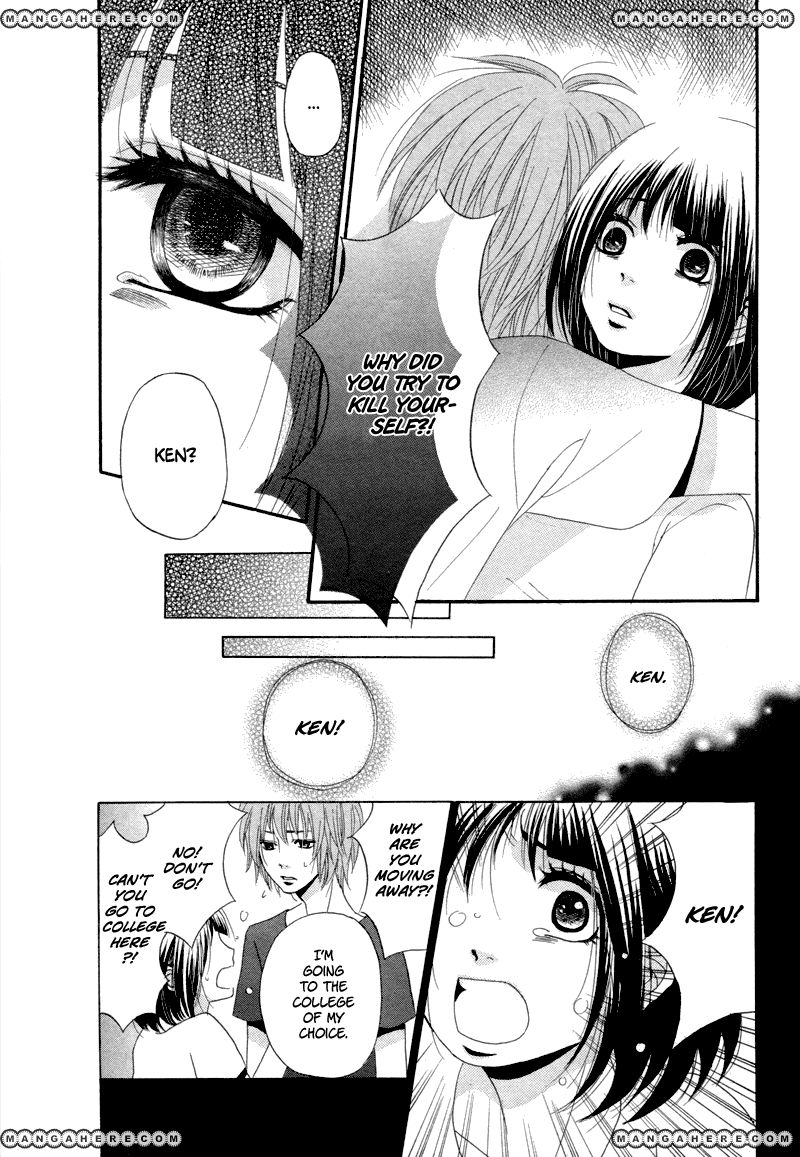 MANGAHERE.COM
MANGAHERE.COM
WHY DID
YOU TRY TO
KILL YOUR-
SELF?!
...
KEN?
KEN.
KEN!
KEN!
WHY
ARE
YOU
MOVING
AWAY?!
I'M
GOING
TO THE
COLLEGE
OF MY
CHOICE.
NO!
DON'T
GO!
CAN'T
YOU
GO TO
COLLEGE
HERE
?!
MANGAHERE.COM
MANGAHERE.COM